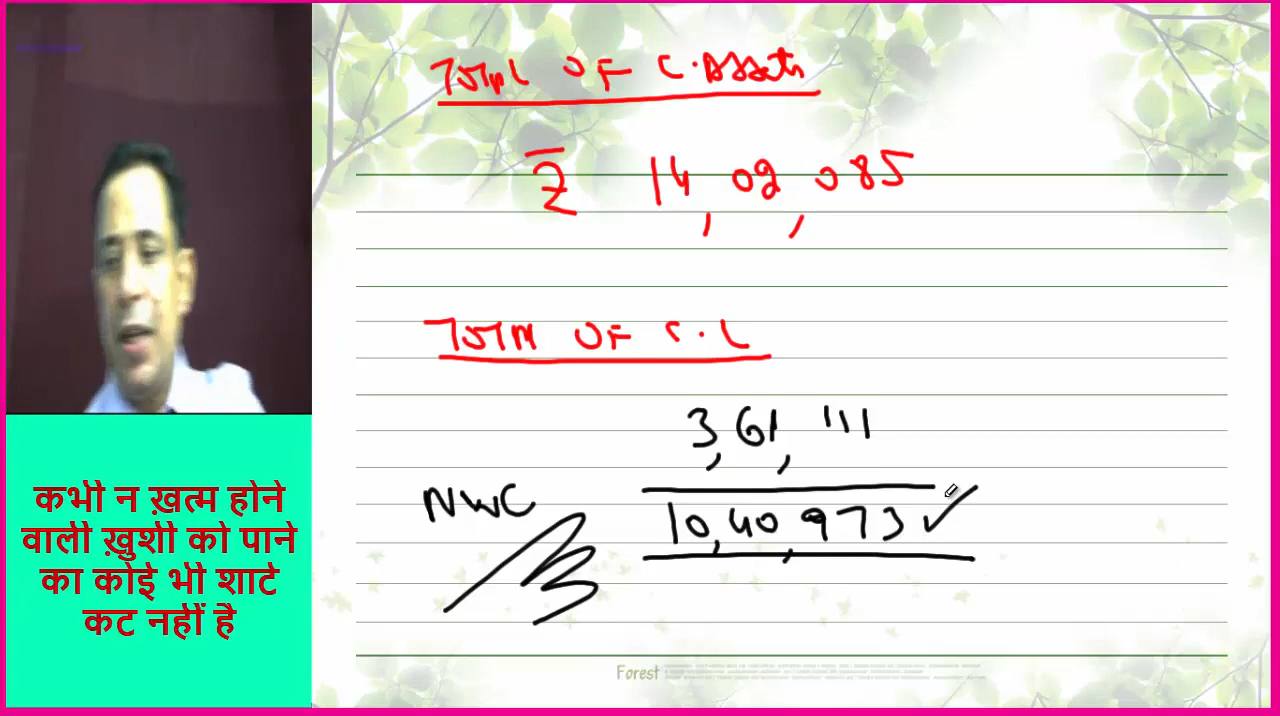 Total OF C. Assets
₹ 14,02,085
Total OF C.L
3,61,111
NWC 10,40,973
कभी न ख़त्म होने
वाली ख़ुशी को पाने
का कोई भी शार्ट
कट नहीं है
Forest